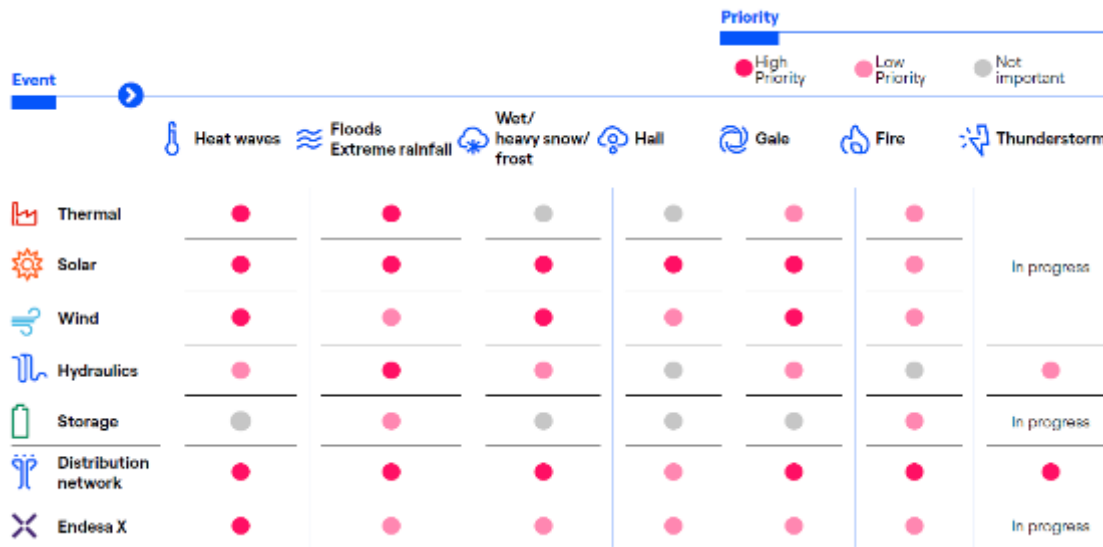 Priority
High
Priority
Low
Priority
Not
important
Event
Heat waves
Floods
Extreme rainfall
Wet/
heavy snow/
frost
Hall
Gale
Fire
Thunderstorm
Thermal
Solar
In progress
Wind
Hydraulics
Storage
In progress
Distribution
network
Endesa X
In progress